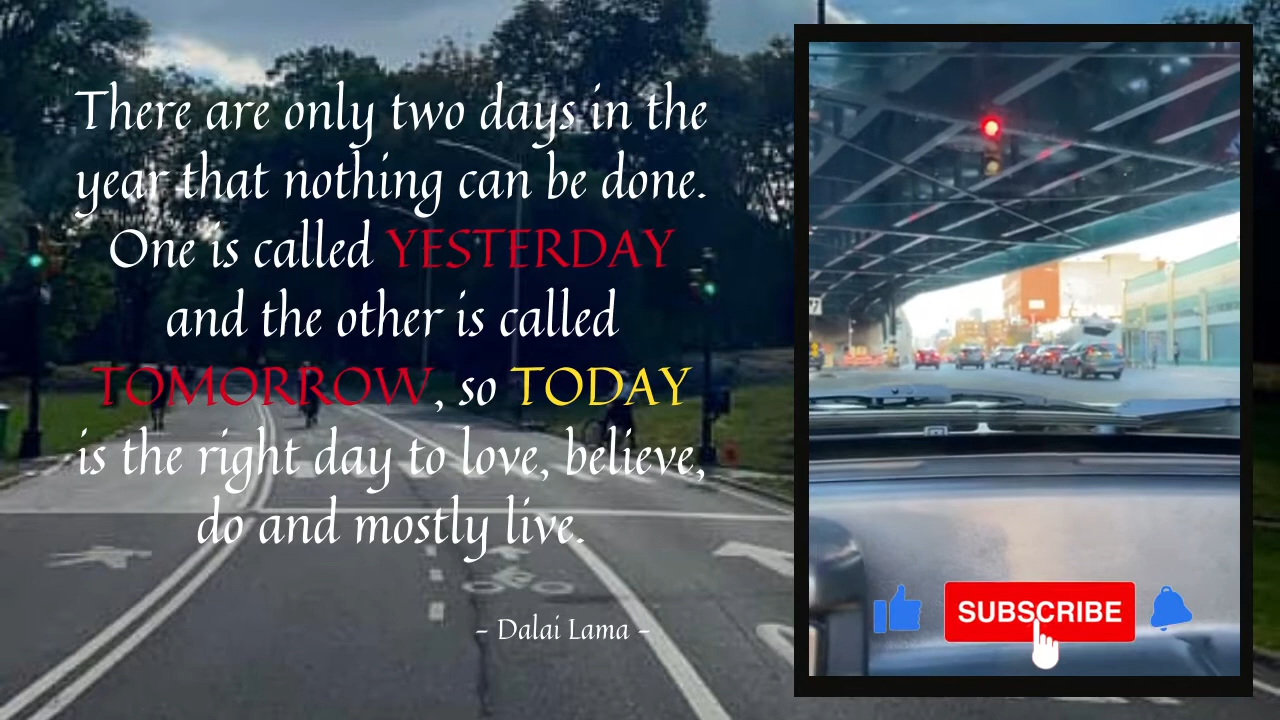 There are only two days in the
year that nothing can be done.
One is called YESTERDAY
and the other is called
TOMORROW, so TODAY
is the right day to love, believe,
do and mostly live.
- Dalai Lama -
SUBSCRIBE